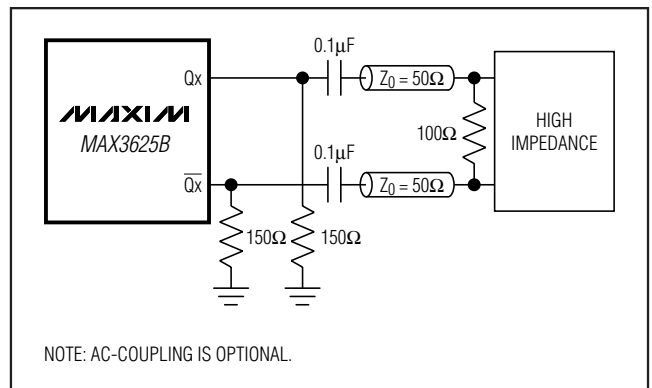 0.1μF
Qx
Z0 = 50Ω
MAXIM
MAX3625B
100Ω
HIGH
IMPEDANCE
0.1μF
Qx
Z0 = 50Ω
150Ω
150Ω
NOTE: AC-COUPLING IS OPTIONAL.